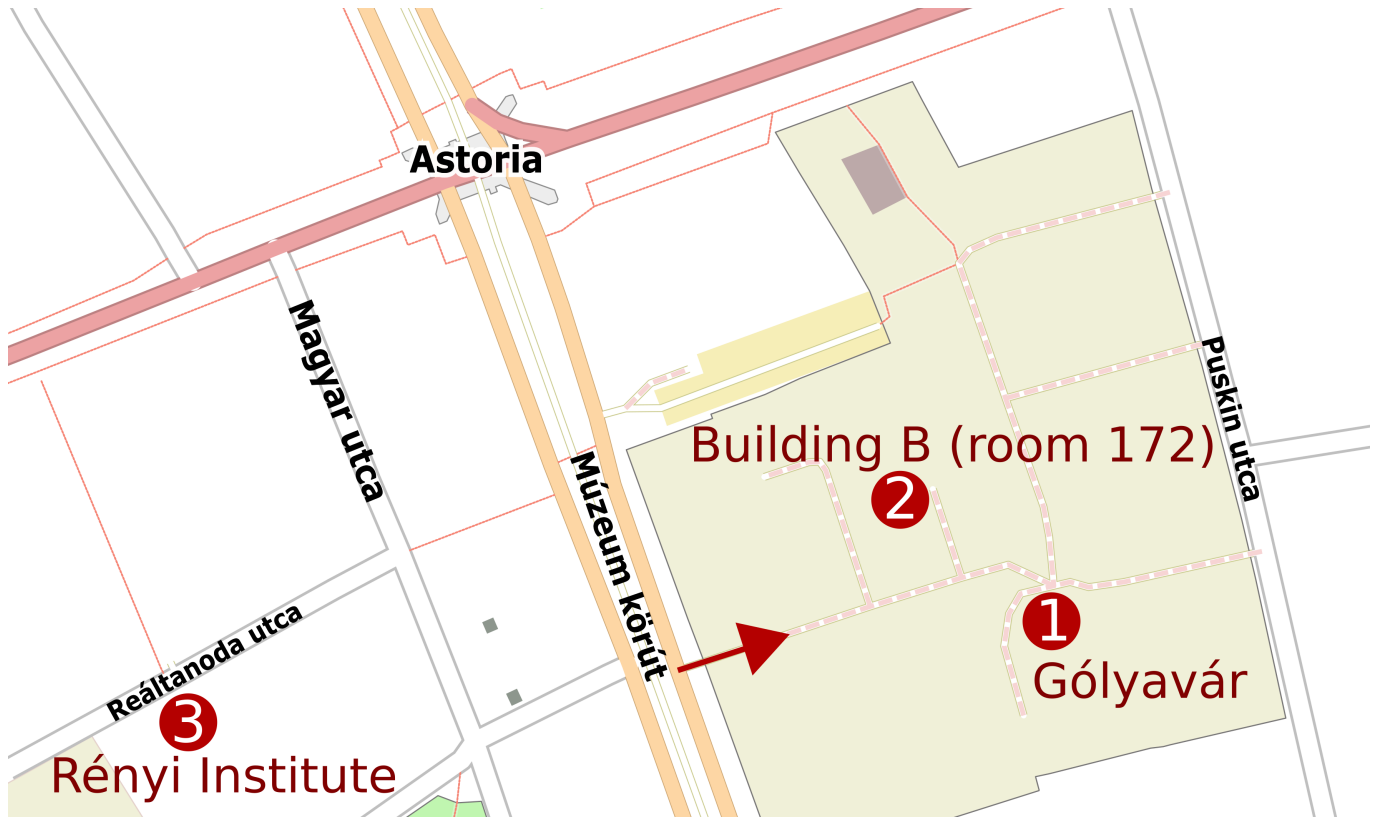 Astoria
Magyar utca
Puskin utca
Building B (room 172)
2
Múzeum körút
1
Gólyavár
Reáltanoda utca
3
Rényi Institute